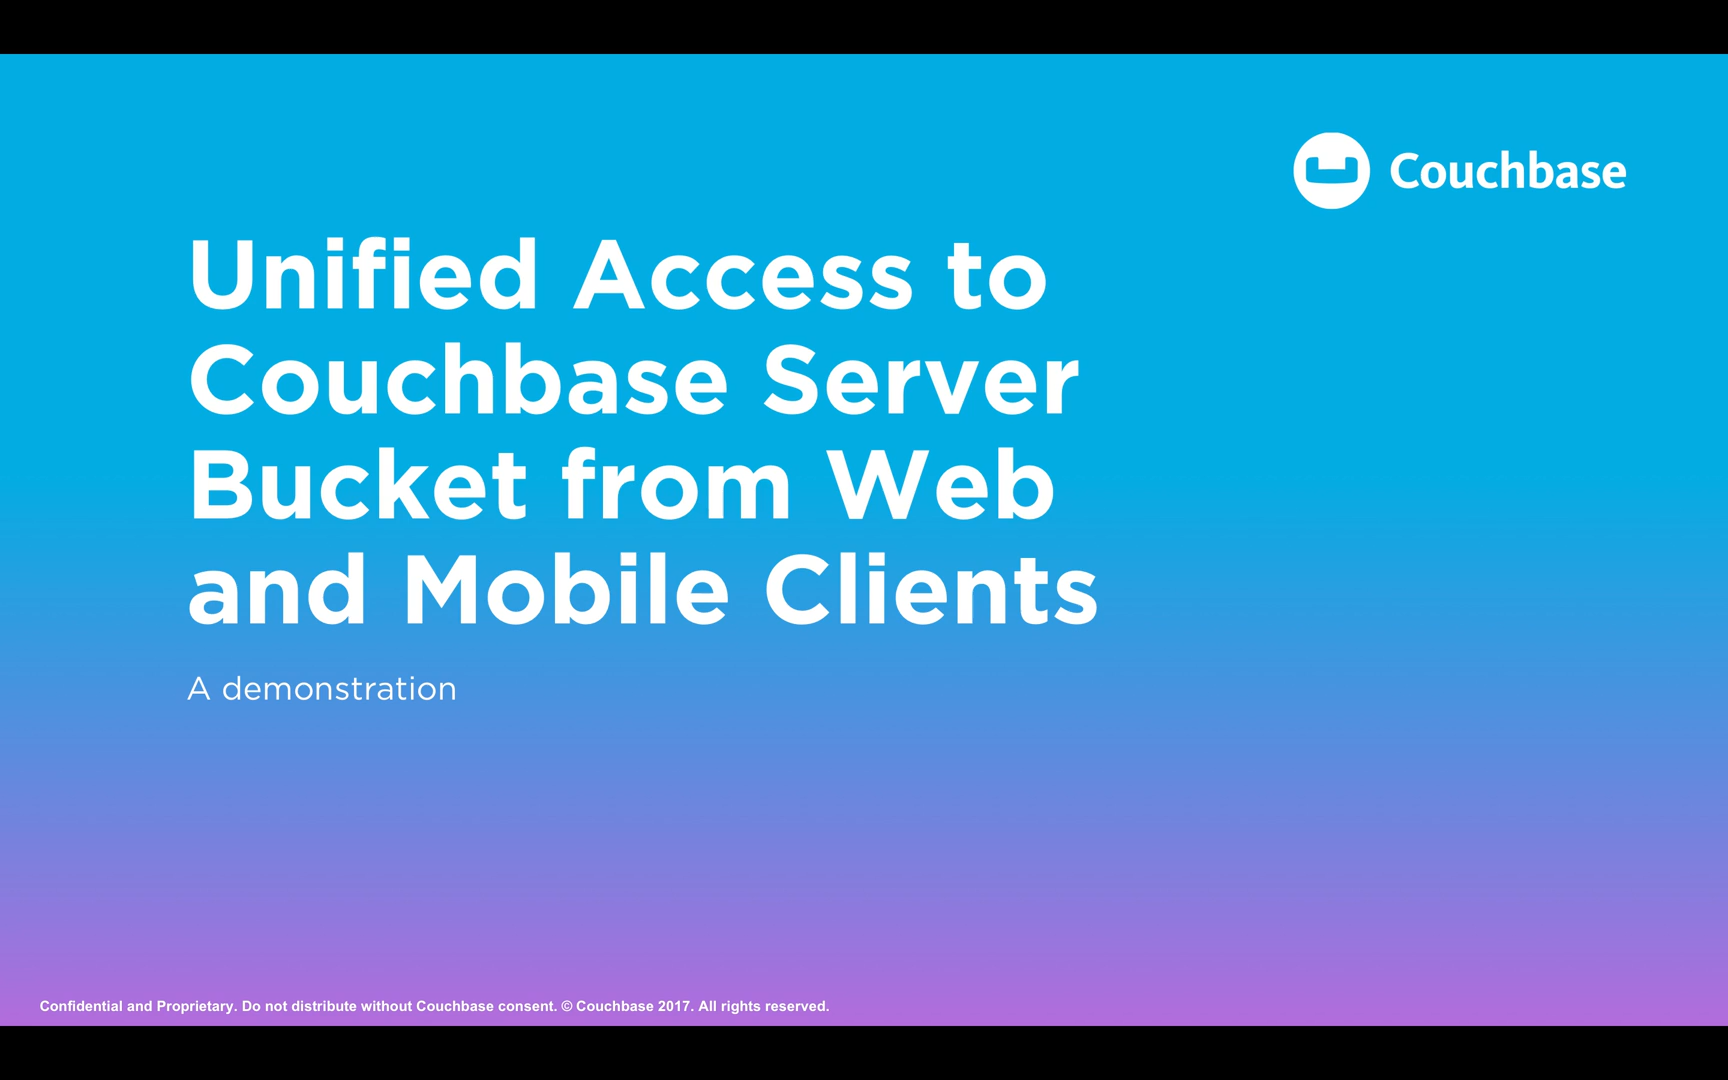 Couchbase
Unified Access to
Couchbase Server
Bucket from Web
and Mobile Clients
A demonstration
Confidential and Proprietary. Do not distribute without Couchbase consent. © Couchbase 2017. All rights reserved.